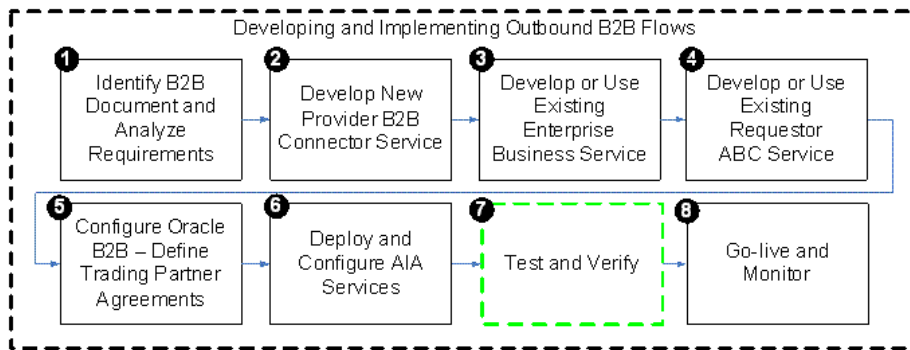 Developing and Implementing Outbound B2B Flows
1
Identify B2B
Document and
Analyze
Requirements
2
Develop New
Provider B2B
Connector Service
3
Develop or Use
Existing
Enterprise
Business Service
4
Develop or Use
Existing
Requestor
ABC Service
5
Configure Oracle
B2B – Define
Trading Partner
Agreements
6
Deploy and
Configure AIA
Services
7
Test and Verify
8
Go-live and
Monitor